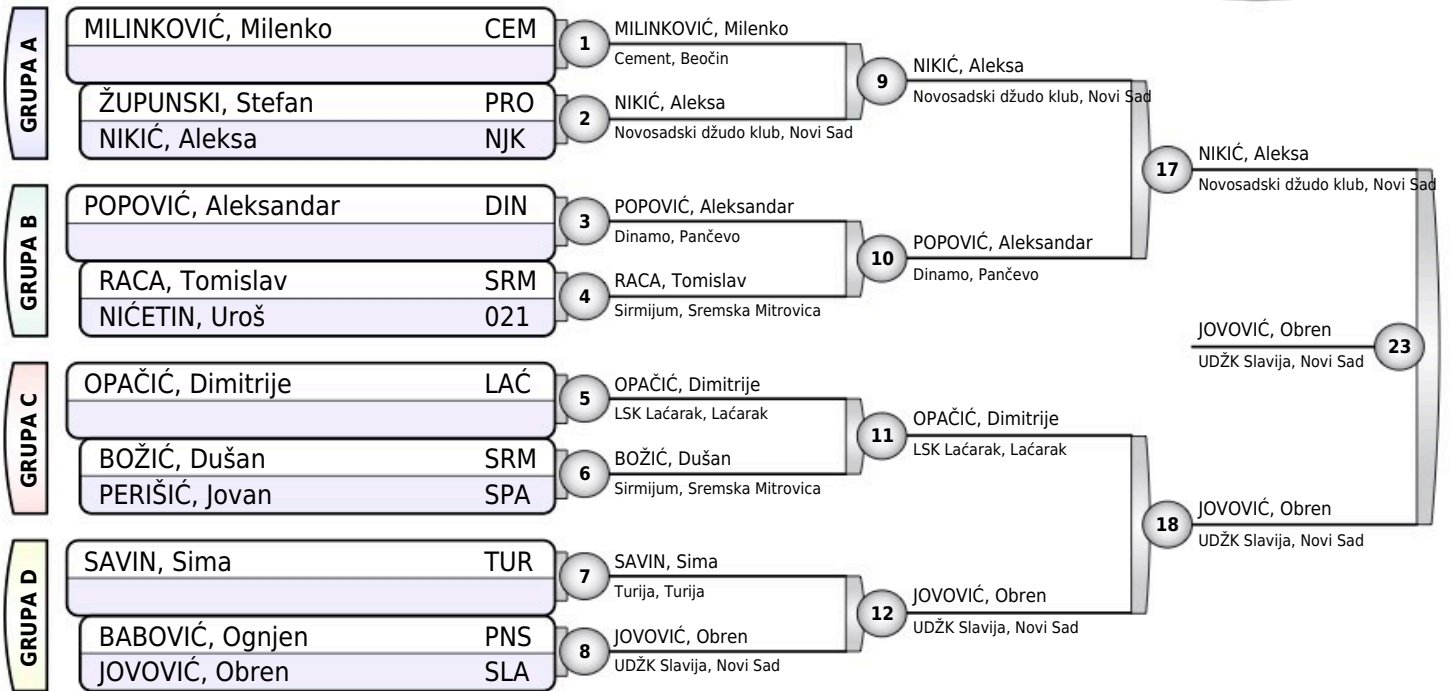 GRUPA A
MILINKOVIĆ, Milenko CEM
ŽUPUNSKI, Stefan PRO
NIKIĆ, Aleksa NJK
1
MILINKOVIĆ, Milenko
Cement, Beočin
2
NIKIĆ, Aleksa
Novosadski džudo klub, Novi Sad
9
NIKIĆ, Aleksa
Novosadski džudo klub, Novi Sad
GRUPA B
POPOVIĆ, Aleksandar DIN
RACA, Tomislav SRM
NIĆETIN, Uroš 021
3
POPOVIĆ, Aleksandar
Dinamo, Pančevo
4
RACA, Tomislav
Sirmijum, Sremska Mitrovica
10
POPOVIĆ, Aleksandar
Dinamo, Pančevo
17
NIKIĆ, Aleksa
Novosadski džudo klub, Novi Sad
GRUPA C
OPAČIĆ, Dimitrije LAĆ
BOŽIĆ, Dušan SRM
PERIŠIĆ, Jovan SPA
5
OPAČIĆ, Dimitrije
LSK Laćarak, Laćarak
6
BOŽIĆ, Dušan
Sirmijum, Sremska Mitrovica
11
OPAČIĆ, Dimitrije
LSK Laćarak, Laćarak
GRUPA D
SAVIN, Sima TUR
BABOVIĆ, Ognjen PNS
JOVOVIĆ, Obren SLA
7
SAVIN, Sima
Turija, Turija
8
JOVOVIĆ, Obren
UDŽK Slavija, Novi Sad
12
JOVOVIĆ, Obren
UDŽK Slavija, Novi Sad
18
JOVOVIĆ, Obren
UDŽK Slavija, Novi Sad
JOVOVIĆ, Obren
UDŽK Slavija, Novi Sad
23